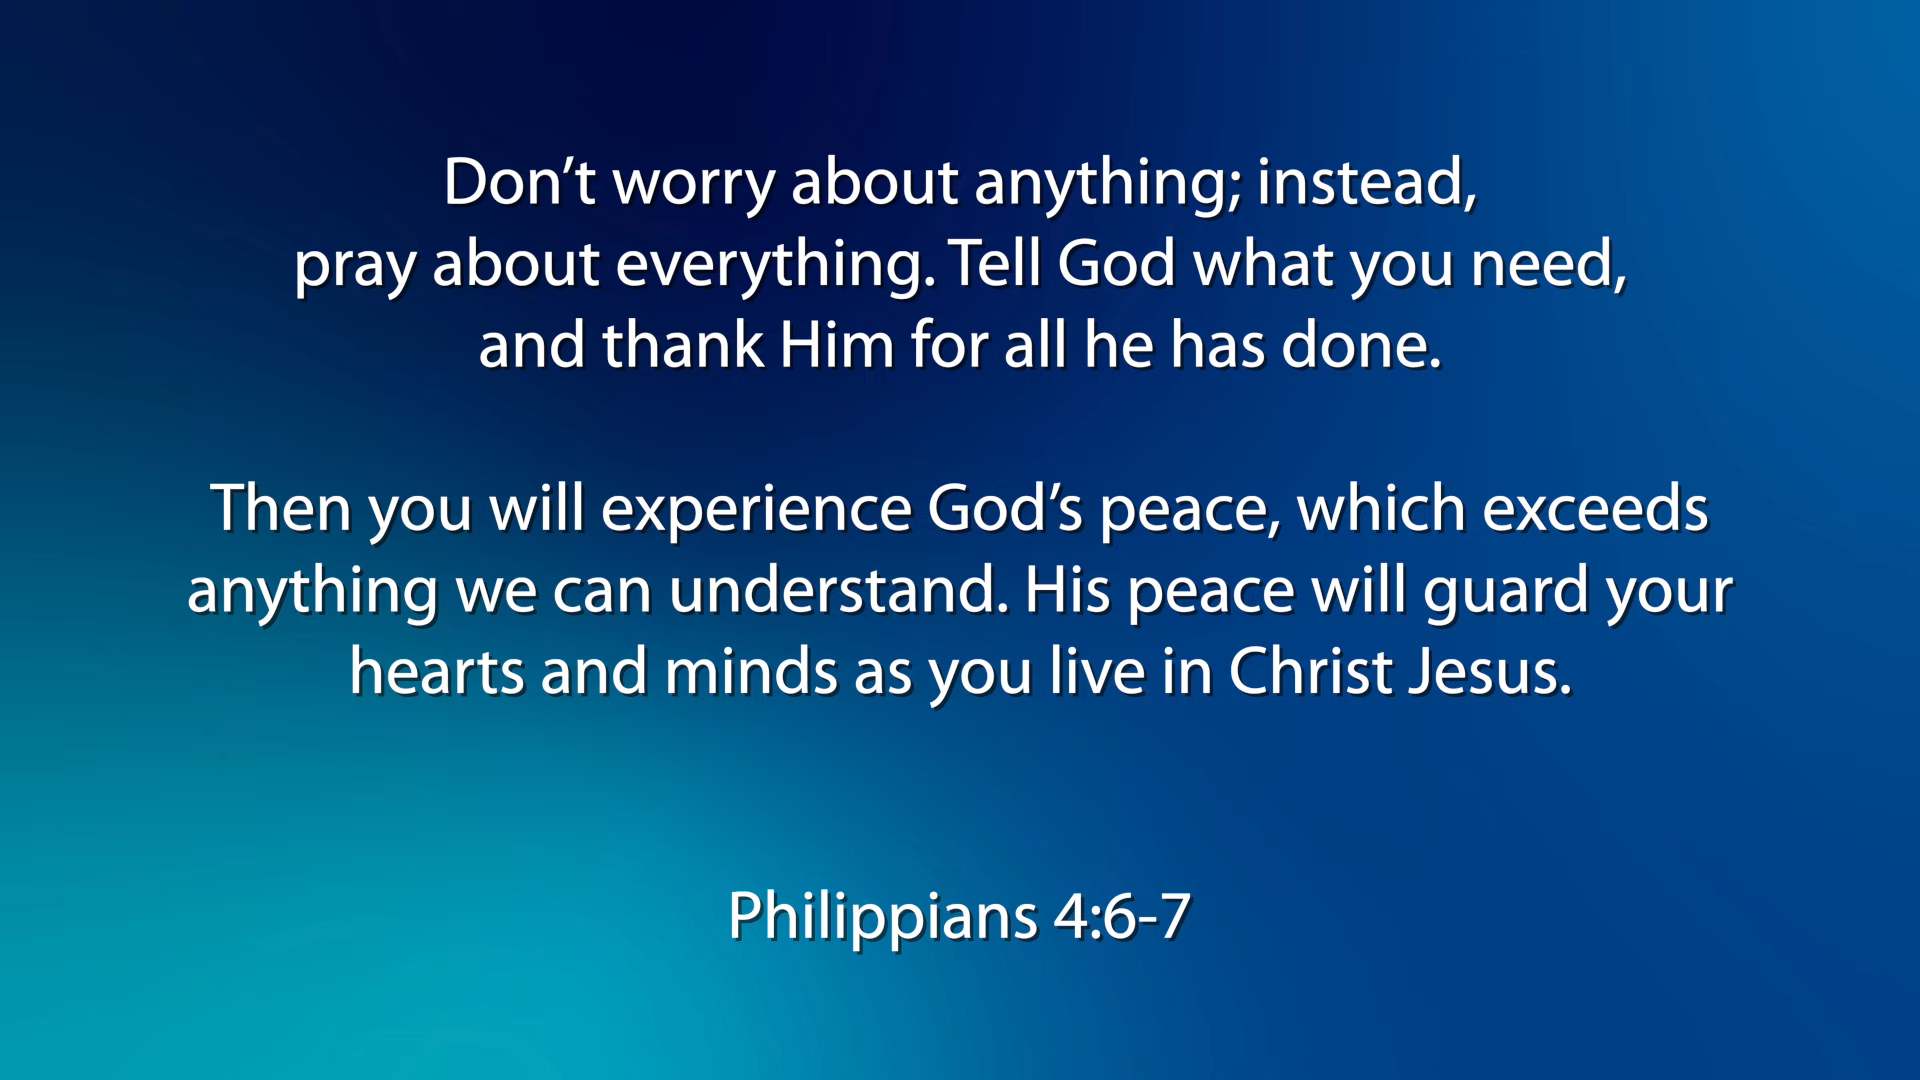 Don’t worry about anything; instead,
pray about everything. Tell God what you need,
and thank Him for all he has done.
Then you will experience God’s peace, which exceeds
anything we can understand. His peace will guard your
hearts and minds as you live in Christ Jesus.
Philippians 4:6-7